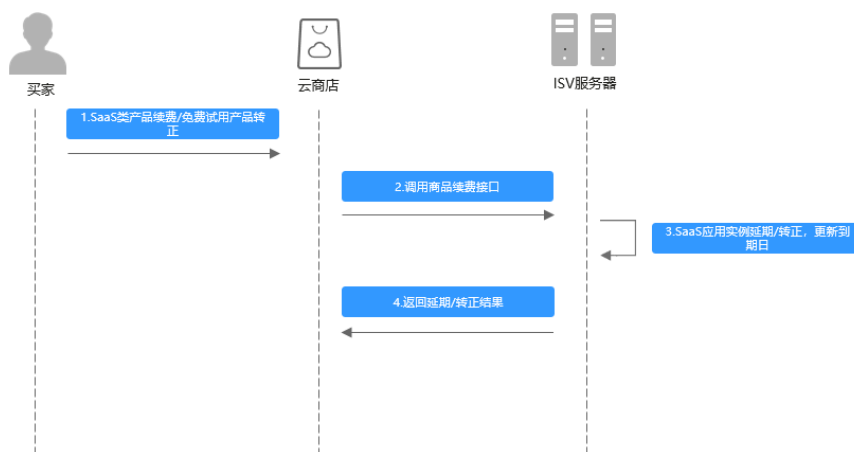 买家
云商店
ISV服务器
1.SaaS类产品续费/免费试用产品转
正
2.调用商品续费接口
3.SaaS应用实例延期/转正，更新到
期日
4.返回延期/转正结果